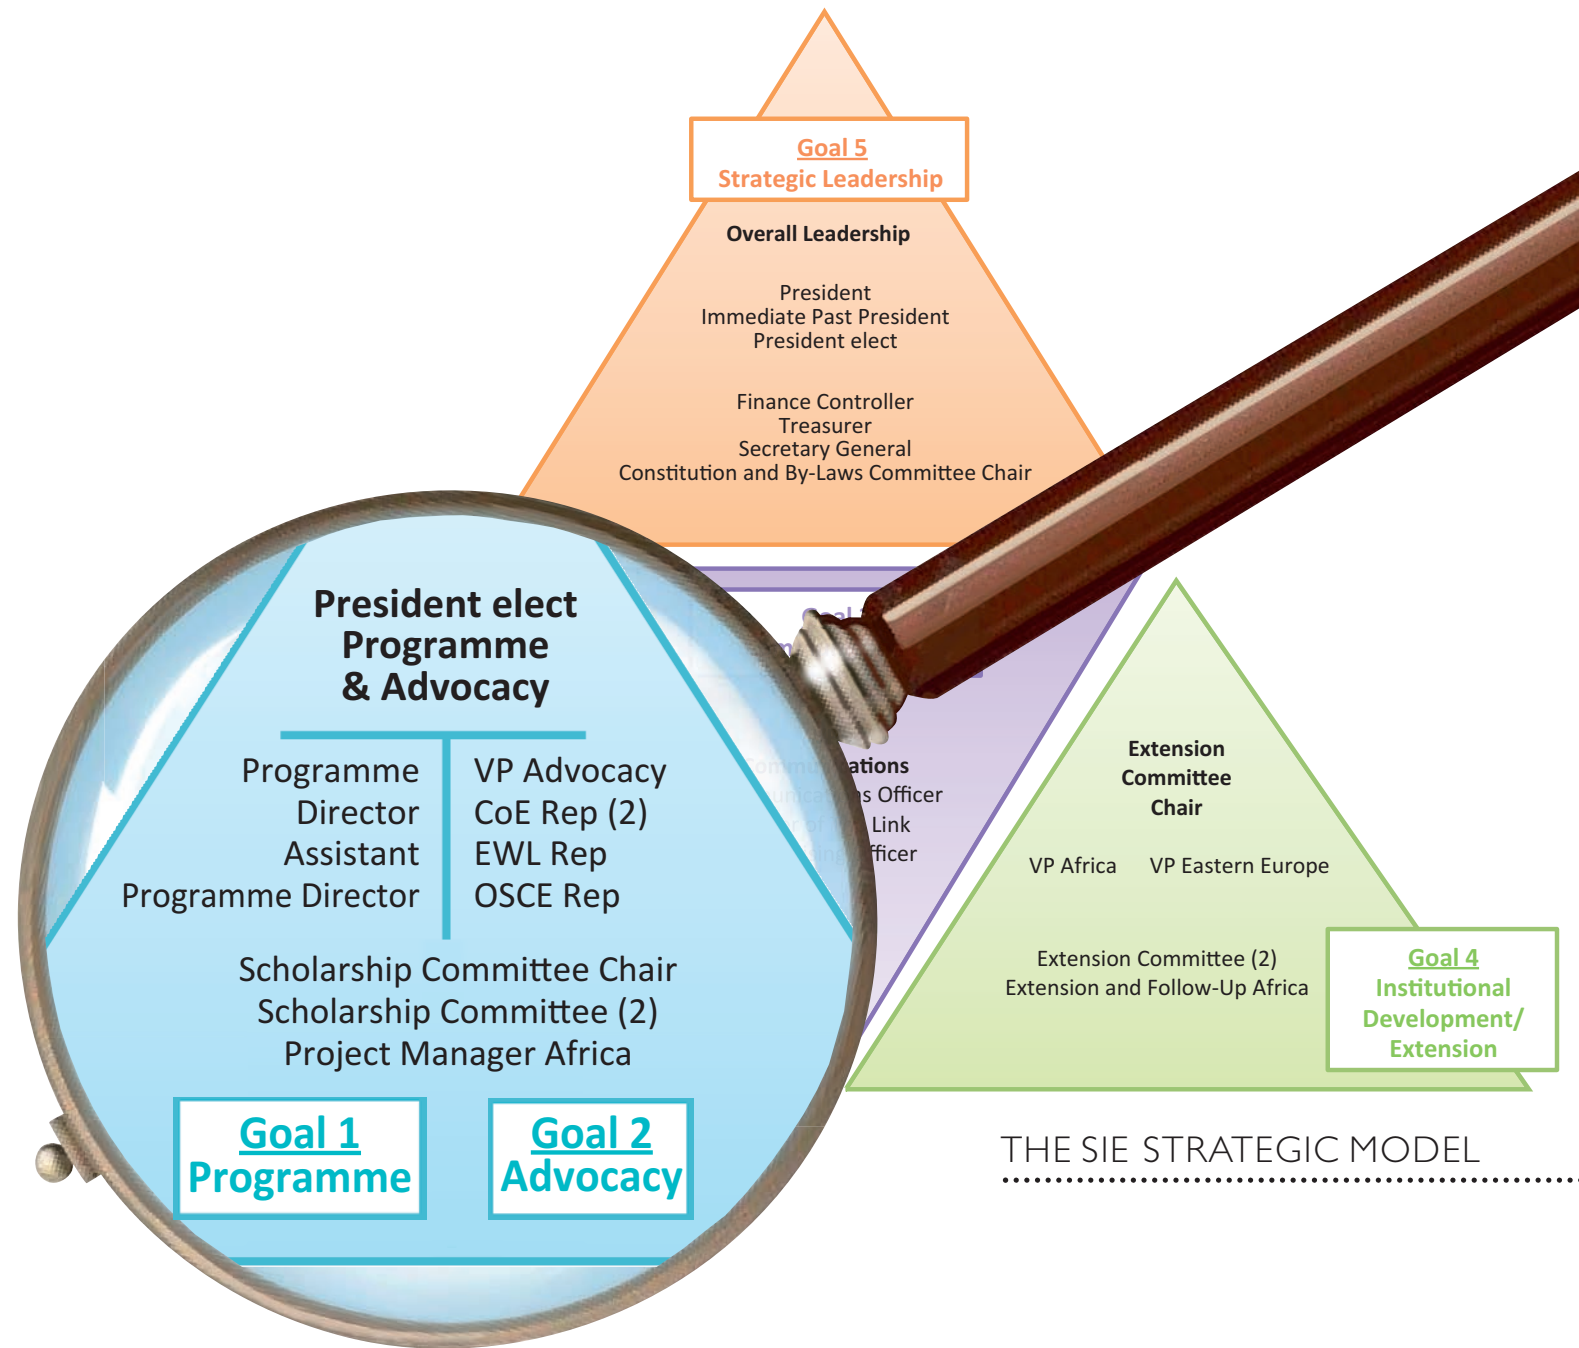 Goal 5
Strategic Leadership
Overall Leadership
President
Immediate Past President
President elect
Finance Controller
Treasurer
Secretary General
Constitution and By-Laws Committee Chair
President elect
Programme
& Advocacy
Programme
Director
Assistant
Programme Director
VP Advocacy
CoE Rep (2)
EWL Rep
OSCE Rep
Scholarship Committee Chair
Scholarship Committee (2)
Project Manager Africa
Goal 1
Programme
Goal 2
Advocacy
Goal
Communications
Officer
Link
Officer
Extension
Committee
Chair
VP Africa VP Eastern Europe
Extension Committee (2)
Extension and Follow-Up Africa
Goal 4
Institutional
Development/
Extension
THE SIE STRATEGIC MODEL